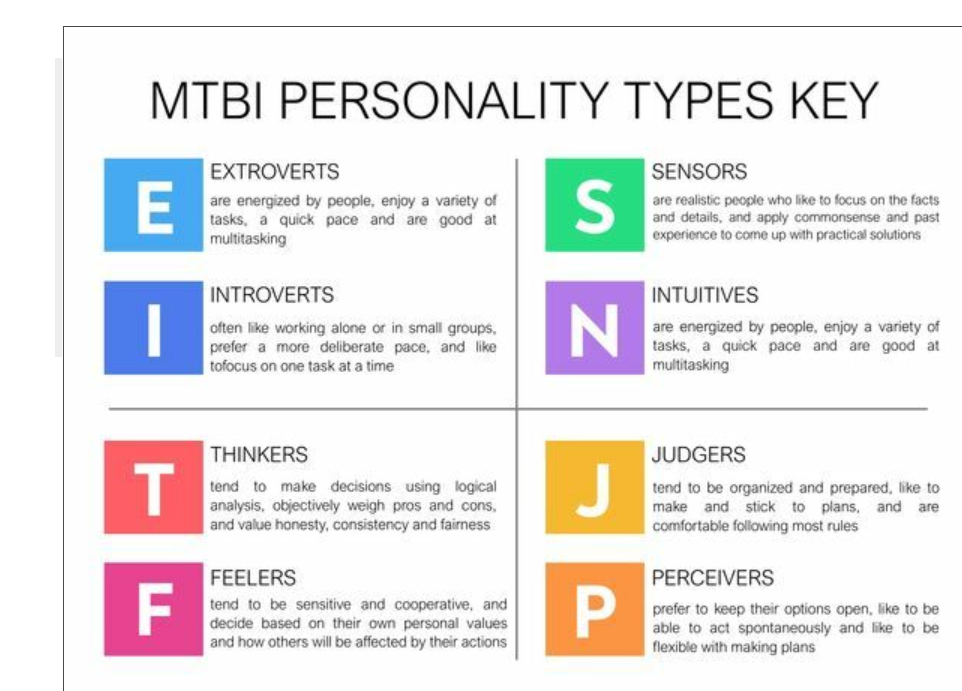 MTBI PERSONALITY TYPES KEY
E
EXTROVERTS
are energized by people, enjoy a variety of
tasks, a quick pace and are good at
multitasking
I
INTROVERTS
often like working alone or in small groups,
prefer a more deliberate pace, and like
tofocus on one task at a time
S
SENSORS
are realistic people who like to focus on the facts
and details, and apply commonsense and past
experience to come up with practical solutions
N
INTUITIVES
are energized by people, enjoy a variety of
tasks, a quick pace and are good at
multitasking
T
THINKERS
tend to make decisions using logical
analysis, objectively weigh pros and cons,
and value honesty, consistency and fairness
F
FEELERS
tend to be sensitive and cooperative, and
decide based on their own personal values
and how others will be affected by their actions
J
JUDGERS
tend to be organized and prepared, like to
make and stick to plans, and are
comfortable following most rules
P
PERCEIVERS
prefer to keep their options open, like to be
able to act spontaneously and like to be
flexible with making plans